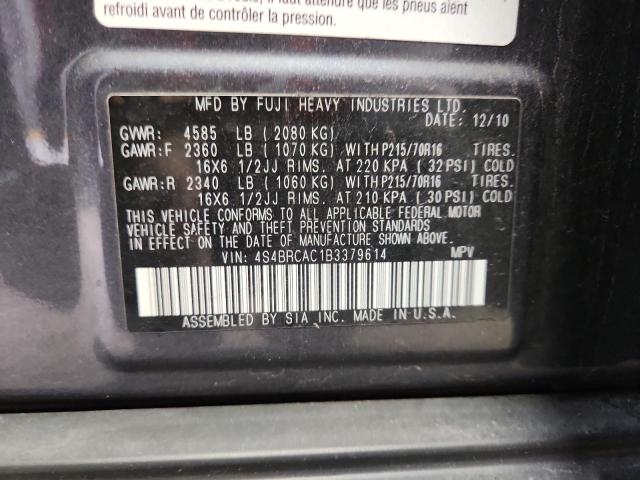 refroidi avant de contrôler la pression.
MFD BY FUJI HEAVY INDUSTRIES LTD.
DATE: 12/10
GVWR: 4585 LB ( 2080 KG)
GAWR:F 2360 LB ( 1070 KG) WITH P215/70R16 TIRES.
16X6 1/2JJ RIMS. AT 220 KPA ( 32 PSI) COLD
GAWR:R 2340 LB ( 1060 KG) WITH P215/70R16 TIRES.
16X6 1/2JJ RIMS. AT 210 KPA ( 30 PSI) COLD
THIS VEHICLE CONFORMS TO ALL APPLICABLE FEDERAL MOTOR
VEHICLE SAFETY AND THEFT PREVENTION STANDARDS
IN EFFECT ON THE DATE OF MANUFACTURE SHOWN ABOVE.
VIN: 4S4BRCAC1B3379614 MPV
ASSEMBLED BY SIA INC. MADE IN U.S.A.